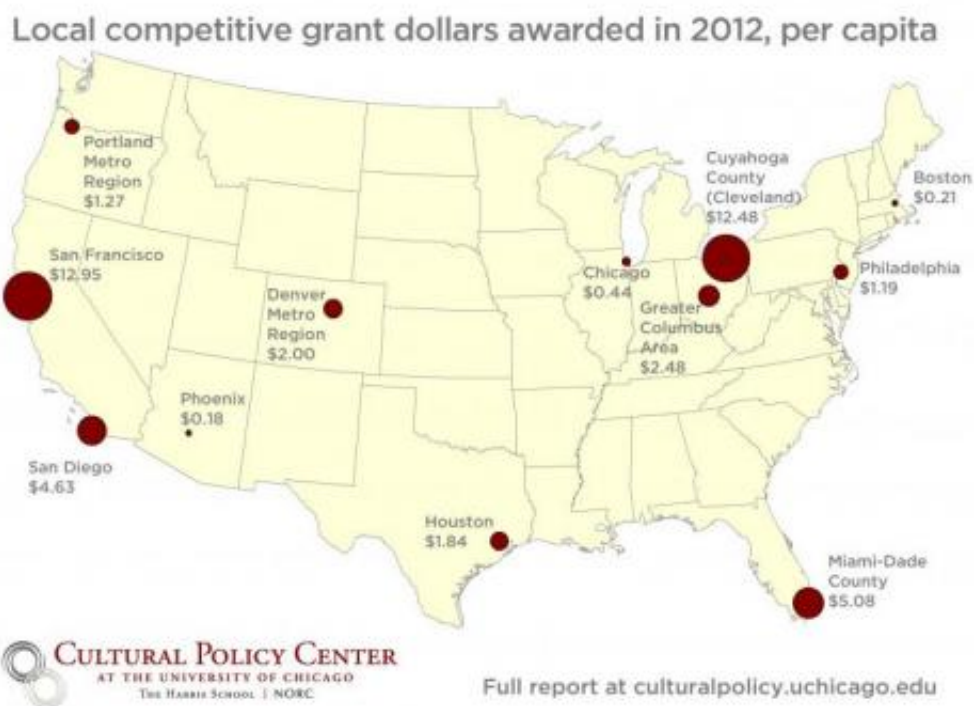 Local competitive grant dollars awarded in 2012, per capita
Portland
Metro
Region
$1.27
Cuyahoga
County
(Cleveland)
$12.48
Boston
$0.21
San Francisco
$12.95
Chicago
$0.44
Philadelphia
$1.19
Denver
Metro
Region
$2.00
Greater
Columbus
Area
$2.48
Phoenix
$0.18
San Diego
$4.63
Houston
$1.84
Miami-Dade
County
$5.08
CULTURAL POLICY CENTER
AT THE UNIVERSITY OF CHICAGO
THE HARRIS SCHOOL | NORC
Full report at culturalpolicy.uchicago.edu